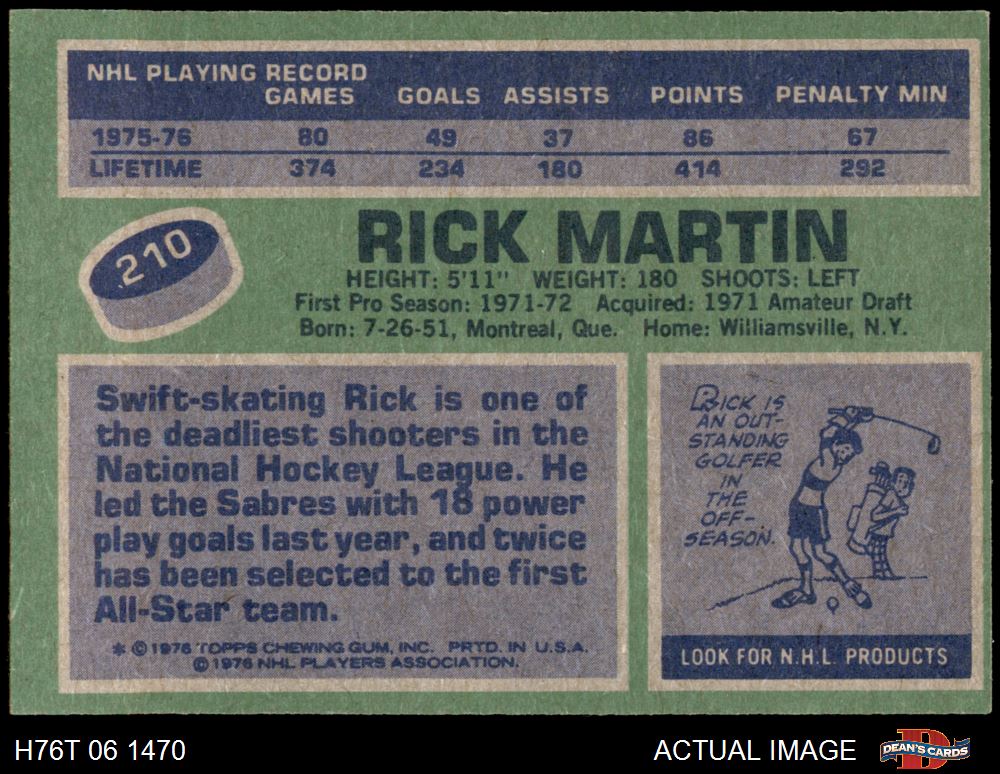 NHL PLAYING RECORD
GAMES GOALS ASSISTS POINTS PENALTY MIN
1975-76 80 49 37 86 67
LIFETIME 374 234 180 414 292
210
RICK MARTIN
HEIGHT: 5'11" WEIGHT: 180 SHOOTS: LEFT
First Pro Season: 1971-72 Acquired: 1971 Amateur Draft
Born: 7-26-51, Montreal, Que. Home: Williamsville, N.Y.
Swift-skating Rick is one of
the deadliest shooters in the
National Hockey League. He
led the Sabres with 18 power
play goals last year, and twice
has been selected to the first
All-Star team.
* © 1976 TOPPS CHEWING GUM, INC. PRTD. IN U.S.A.
© 1976 NHL PLAYERS ASSOCIATION.
RICK IS
AN OUT-
STANDING
GOLFER
IN
THE
OFF-
SEASON.
LOOK FOR N.H.L. PRODUCTS
H76T 06 1470 ACTUAL IMAGE DEAN'S CARDS